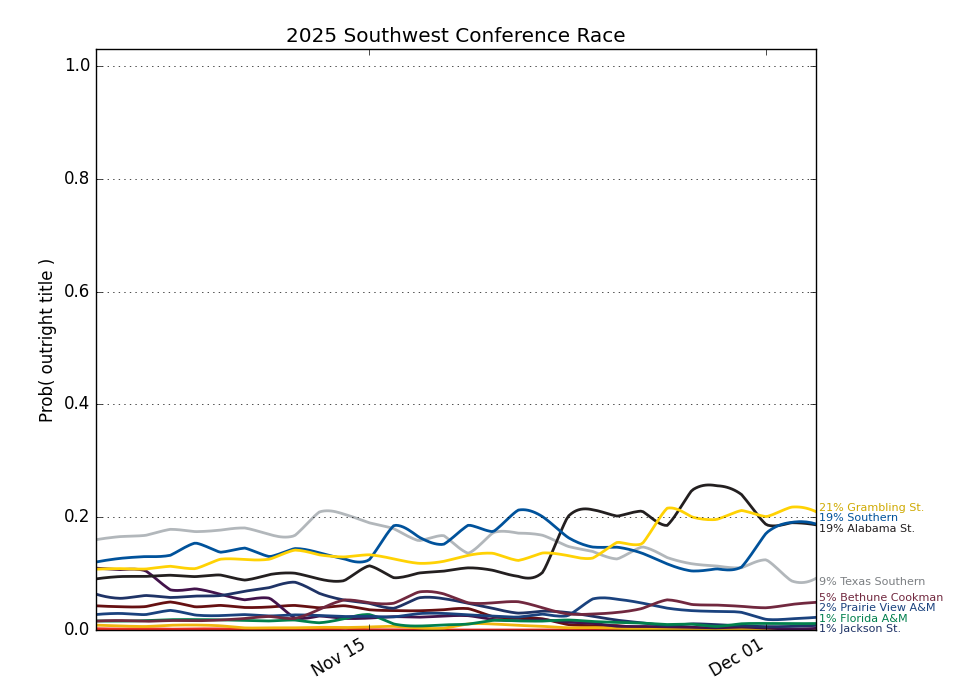 2025 Southwest Conference Race
1.0
0.8
0.6
0.4
0.2
0.0
Prob( outright title )
Nov 15
Dec 01
21% Grambling St.
19% Southern
19% Alabama St.
9% Texas Southern
5% Bethune Cookman
2% Prairie View A&M
1% Florida A&M
1% Jackson St.